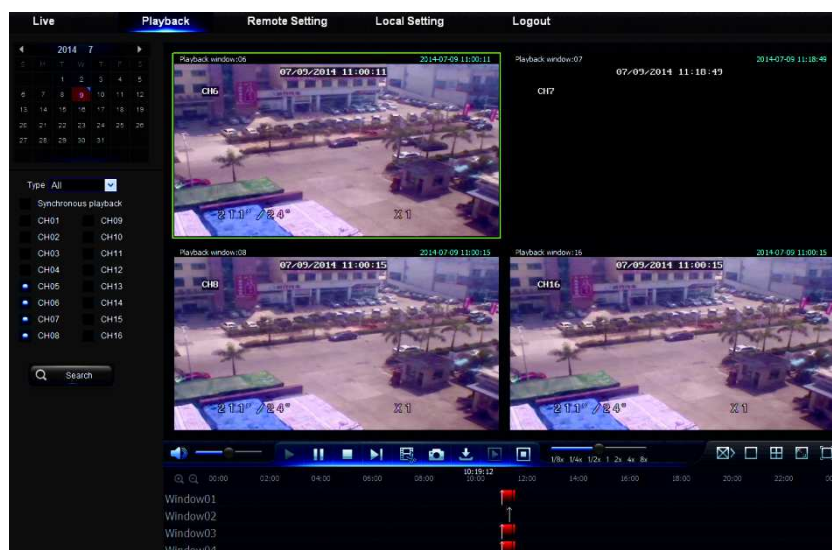 Live Playback Remote Setting Local Setting Logout
2014 7
S M T W T F S
1 2 3 4 5
6 7 8 9 10 11 12
13 14 15 16 17 18 19
20 21 22 23 24 25 26
27 28 29 30 31
Type All
Synchronous playback
CH01 CH09
CH02 CH10
CH03 CH11
CH04 CH12
CH05 CH13
CH06 CH14
CH07 CH15
CH08 CH16
Search
Playback window:06 2014-07-09 11:00:11
07/09/2014 11:00:11
CH6
211° /24° X1
Playback window:07 2014-07-09 11:18:49
07/09/2014 11:18:49
CH7
Playback window:08 2014-07-09 11:00:15
07/09/2014 11:00:15
CH8
211° /24° X1
Playback window:16 2014-07-09 11:00:15
07/09/2014 11:00:15
CH16
211° /24° X1
1/8x 1/4x 1/2x 1 2x 4x 8x
10:19:12
00:00 02:00 04:00 06:00 08:00 10:00 12:00 14:00 16:00 18:00 20:00 22:00
Window01
Window02
Window03
Window04